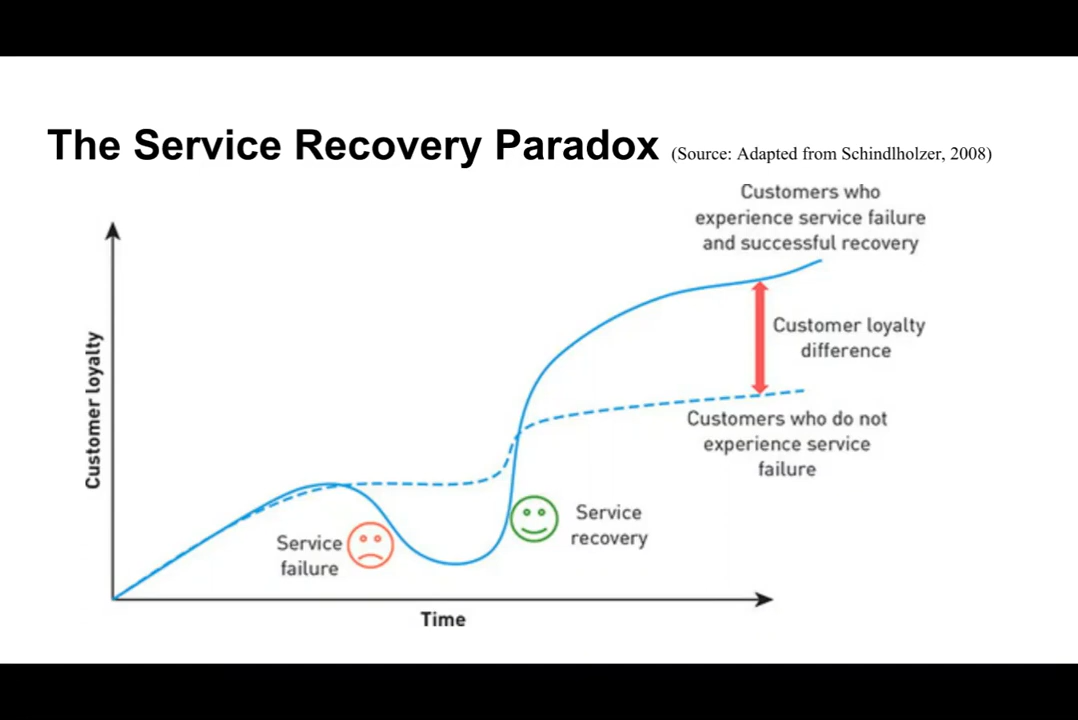 The Service Recovery Paradox (Source: Adapted from Schindlholzer, 2008)
Customers who
experience service failure
and successful recovery
Customer loyalty
difference
Customers who do not
experience service
failure
Customer loyalty
Service
failure
Service
recovery
Time